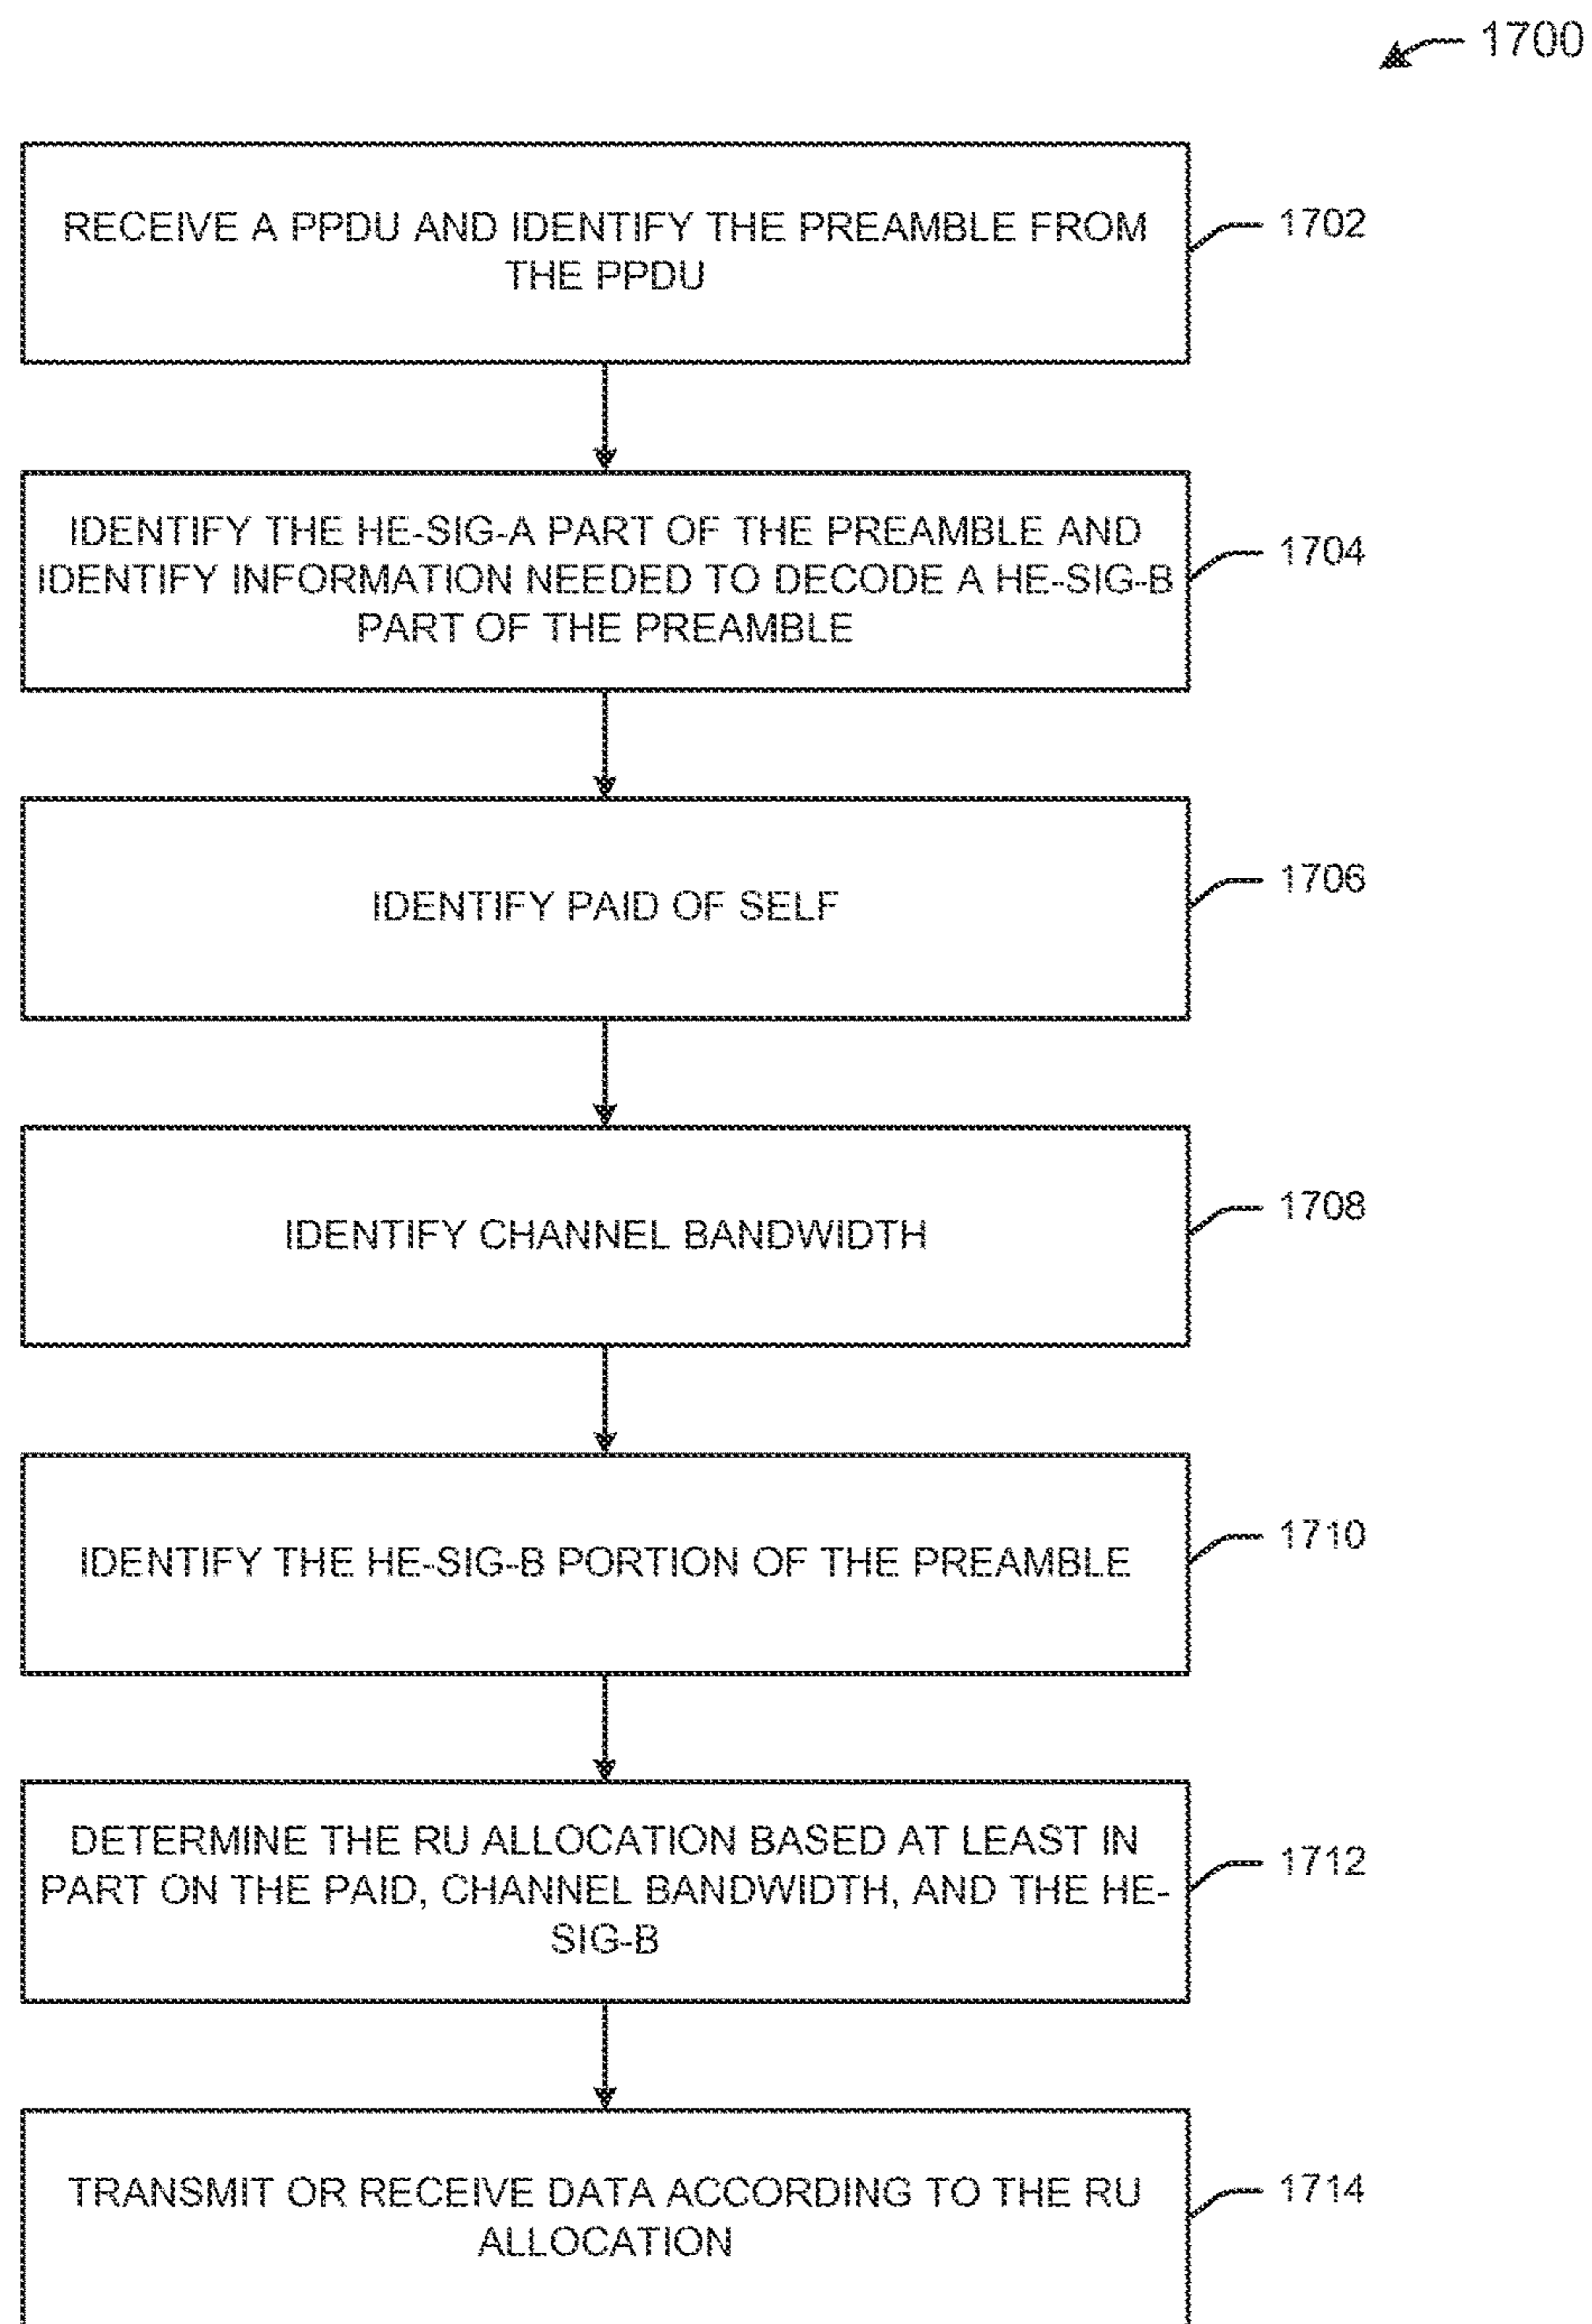 1700
RECEIVE A PPDU AND IDENTIFY THE PREAMBLE FROM
THE PPDU
1702
IDENTIFY THE HE-SIG-A PART OF THE PREAMBLE AND
IDENTIFY INFORMATION NEEDED TO DECODE A HE-SIG-B
PART OF THE PREAMBLE
1704
IDENTIFY PAID OF SELF
1706
IDENTIFY CHANNEL BANDWIDTH
1708
IDENTIFY THE HE-SIG-B PORTION OF THE PREAMBLE
1710
DETERMINE THE RU ALLOCATION BASED AT LEAST IN
PART ON THE PAID, CHANNEL BANDWIDTH, AND THE HE-
SIG-B
1712
TRANSMIT OR RECEIVE DATA ACCORDING TO THE RU
ALLOCATION
1714